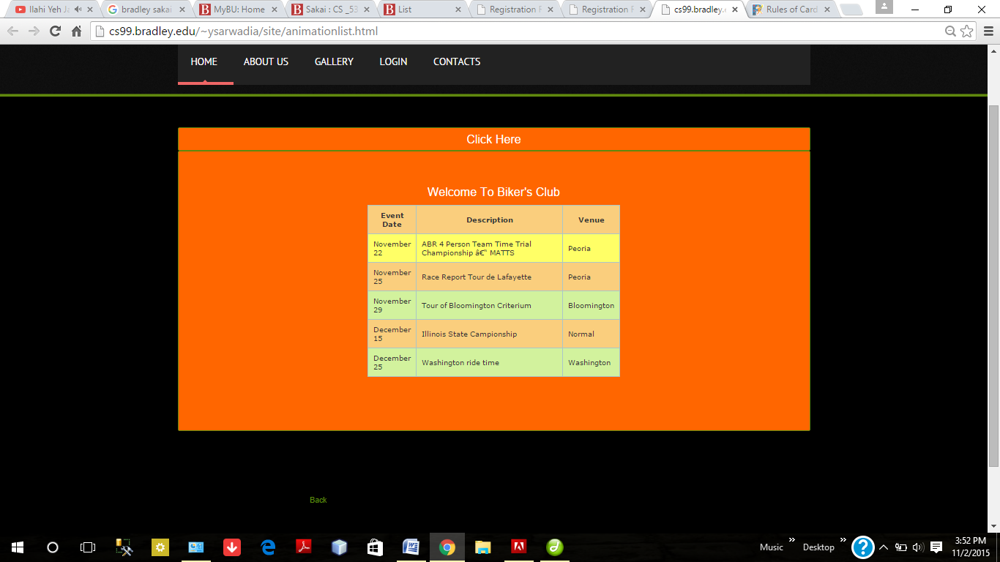 Ilahi Yeh Ja
bradley sakai
MyBU: Home
Sakai : CS _53
List
Registration F
Registration F
cs99.bradley.e
Rules of Card
cs99.bradley.edu/~ysarwadia/site/animationlist.html
HOME ABOUT US GALLERY LOGIN CONTACTS
Click Here
Welcome To Biker's Club
Event Date Description Venue
November 22 ABR 4 Person Team Time Trial Championship â€“ MATTS Peoria
November 25 Race Report Tour de Lafayette Peoria
November 29 Tour of Bloomington Criterium Bloomington
December 15 Illinois State Campionship Normal
December 25 Washington ride time Washington
Back
Music Desktop
3:52 PM
11/2/2015